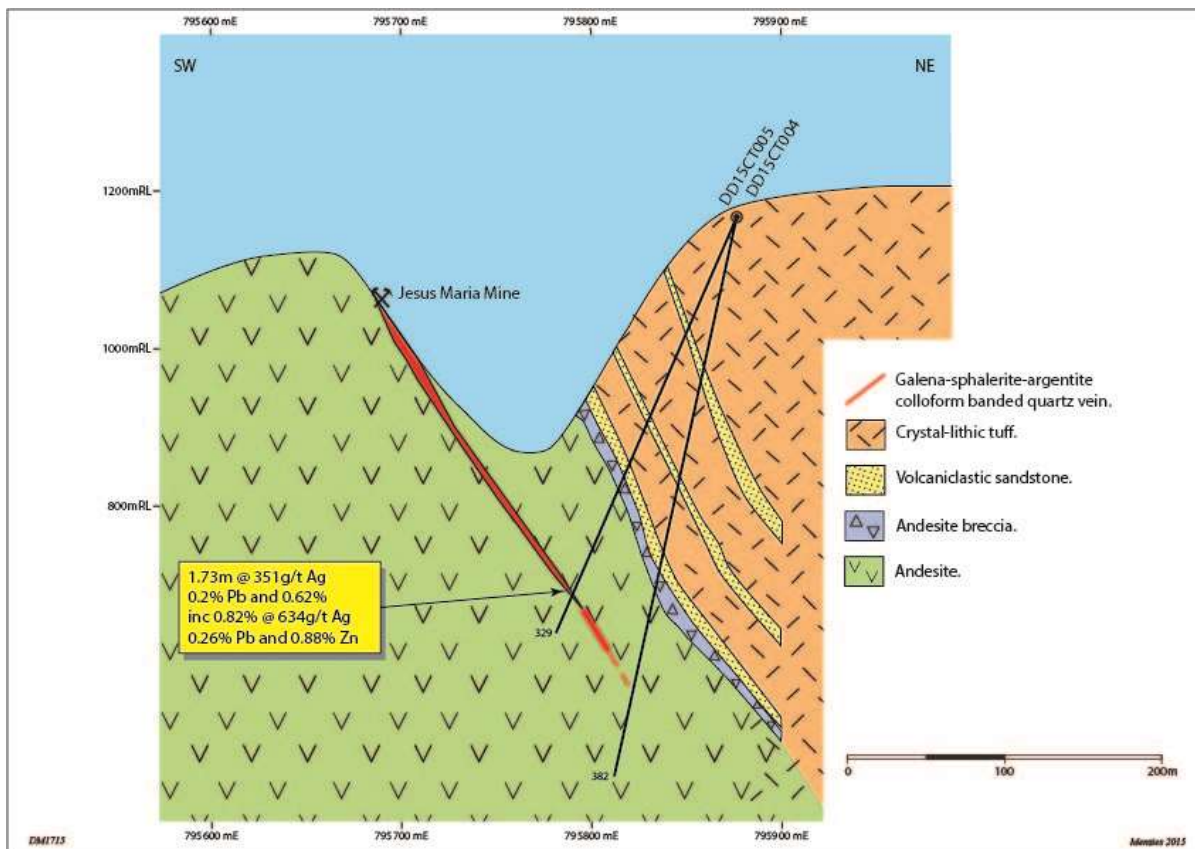 795600 mE
795700 mE
795800 mE
795900 mE
SW
NE
DD15CT005
DD15CT004
1200mRL
Jesus Maria Mine
1000mRL
Galena-sphalerite-argentite
colloform banded quartz vein.
Crystal-lithic tuff.
Volcaniclastic sandstone.
800mRL
Andesite breccia.
Andesite.
1.73m @ 351g/t Ag
0.2% Pb and 0.62%
inc 0.82% @ 634g/t Ag
0.26% Pb and 0.88% Zn
329
382
0
100
200m
795600 mE
795700 mE
795800 mE
795900 mE
DM1715
Menzies 2015